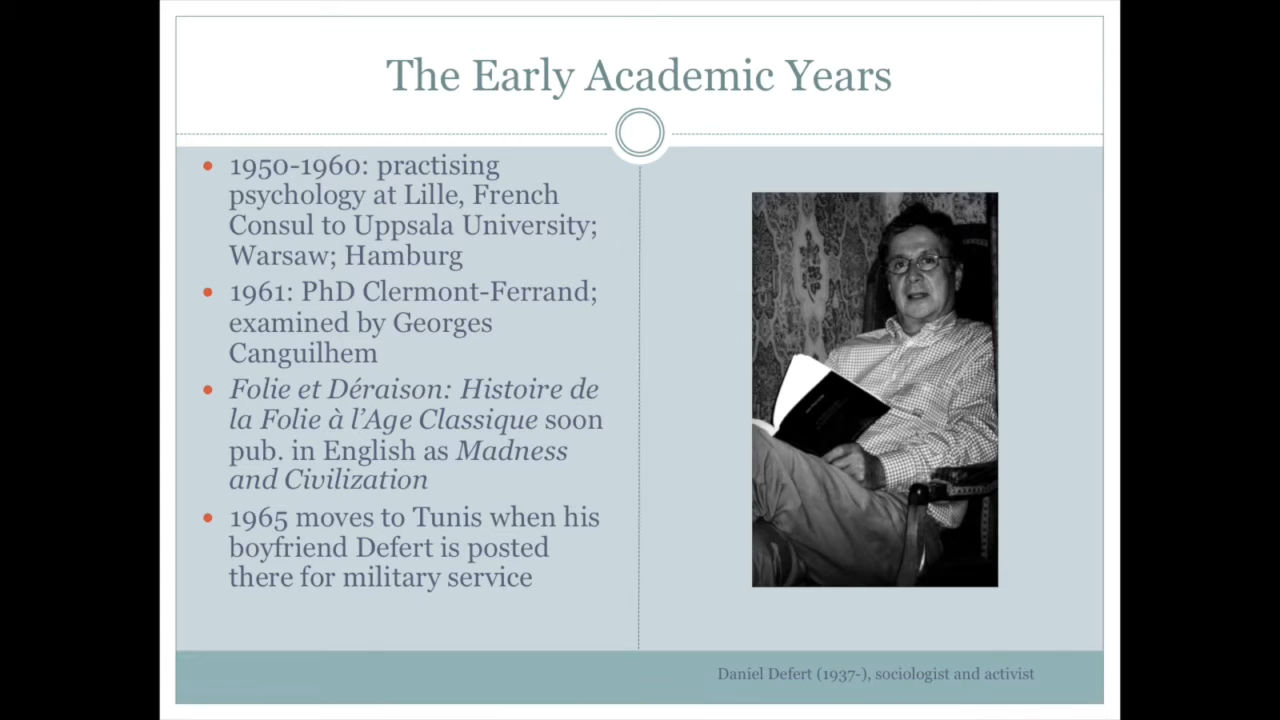 The Early Academic Years
1950-1960: practising
psychology at Lille, French
Consul to Uppsala University;
Warsaw; Hamburg
1961: PhD Clermont-Ferrand;
examined by Georges
Canguilhem
Folie et Déraison: Histoire de
la Folie à l’Age Classique soon
pub. in English as Madness
and Civilization
1965 moves to Tunis when his
boyfriend Defert is posted
there for military service
Daniel Defert (1937-), sociologist and activist